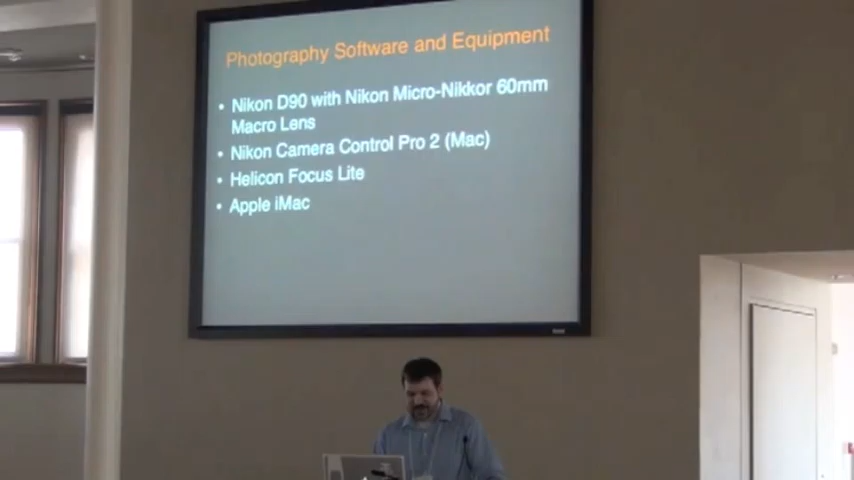 Photography Software and Equipment
• Nikon D90 with Nikon Micro-Nikkor 60mm
Macro Lens
• Nikon Camera Control Pro 2 (Mac)
• Helicon Focus Lite
• Apple iMac